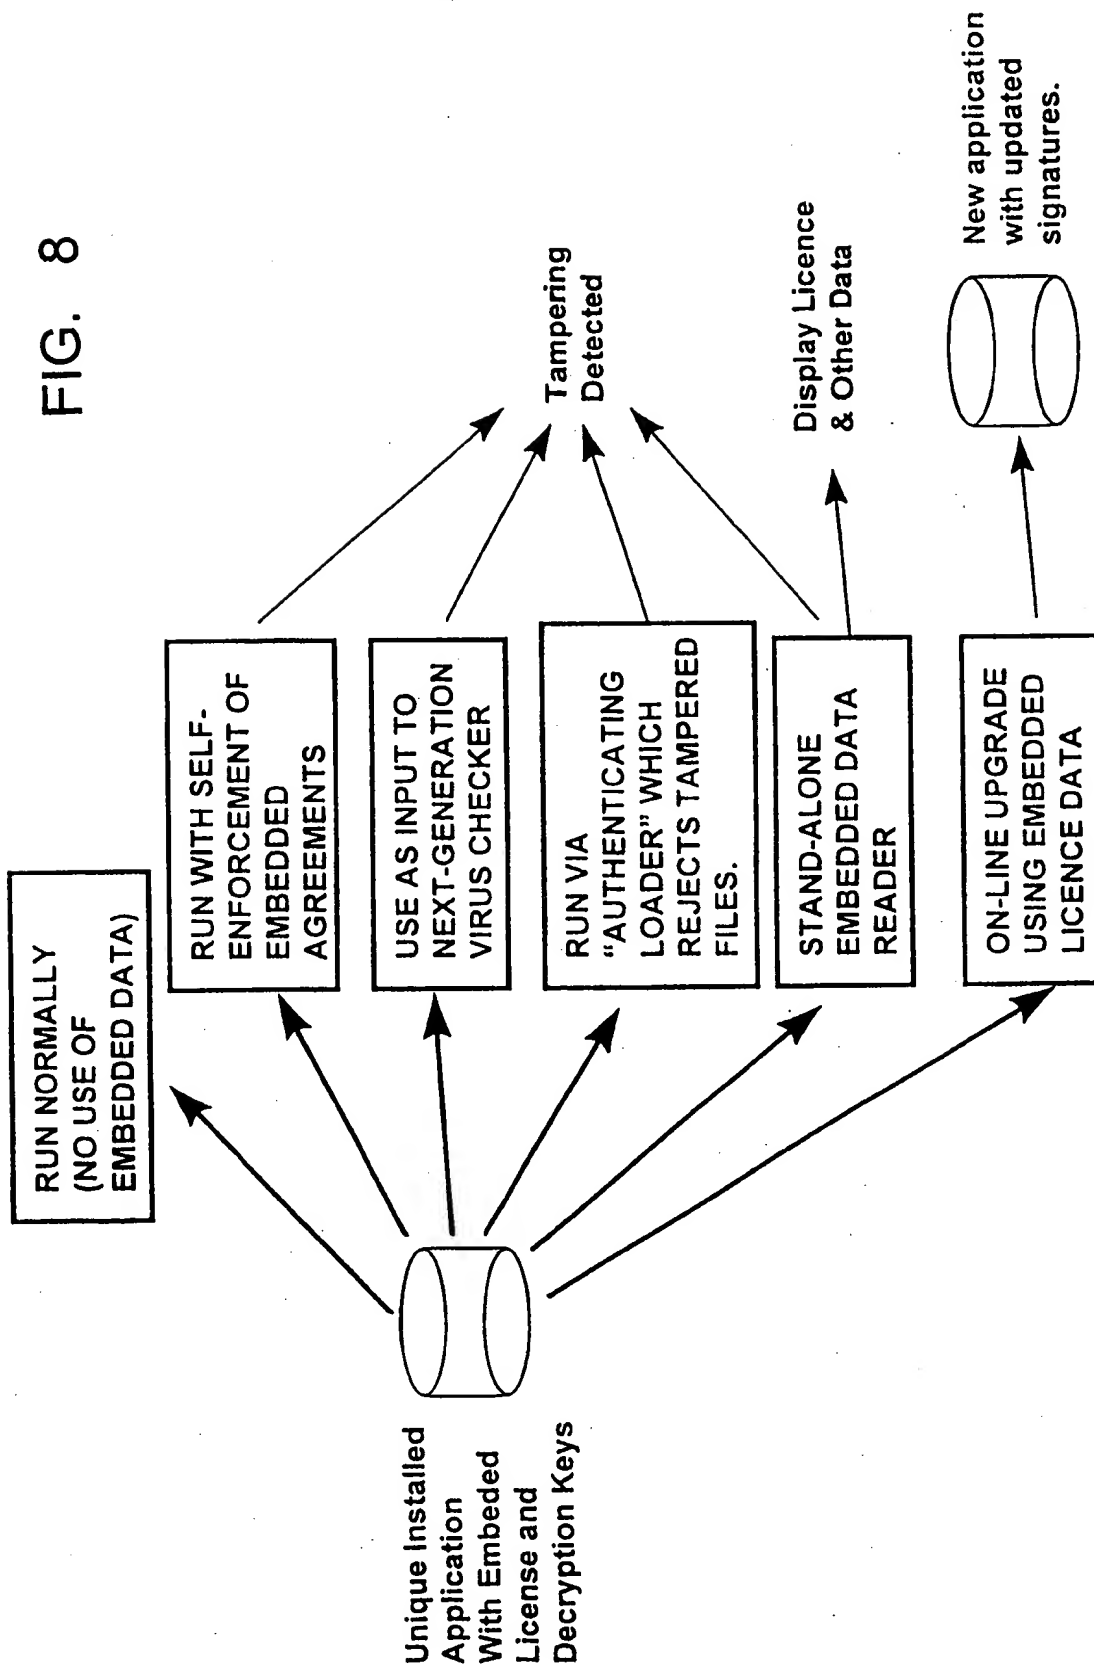 FIG. 8
Unique Installed
Application
With Embeded
License and
Decryption Keys
RUN NORMALLY
(NO USE OF
EMBEDDED DATA)
RUN WITH SELF-
ENFORCEMENT OF
EMBEDDED
AGREEMENTS
USE AS INPUT TO
NEXT-GENERATION
VIRUS CHECKER
RUN VIA
“AUTHENTICATING
LOADER” WHICH
REJECTS TAMPERED
FILES.
STAND-ALONE
EMBEDDED DATA
READER
ON-LINE UPGRADE
USING EMBEDDED
LICENCE DATA
Tampering
Detected
Display Licence
& Other Data
New application
with updated
signatures.